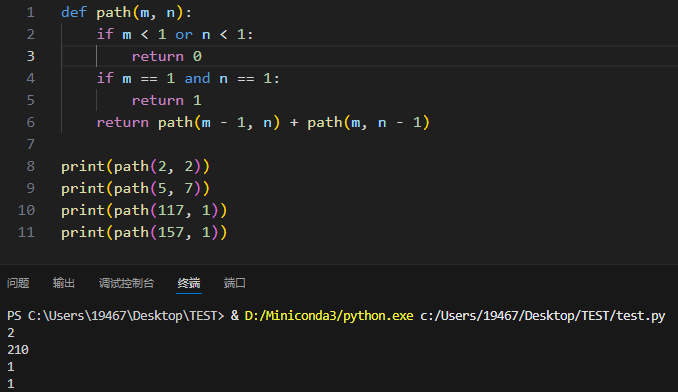 1 def path(m, n):
2     if m < 1 or n < 1:
3         return 0
4     if m == 1 and n == 1:
5         return 1
6     return path(m - 1, n) + path(m, n - 1)
7
8 print(path(2, 2))
9 print(path(5, 7))
10 print(path(117, 1))
11 print(path(157, 1))
问题 输出 调试控制台 终端 端口
PS C:\Users\19467\Desktop\TEST> & D:/Miniconda3/python.exe c:/Users/19467/Desktop/TEST/test.py
2
210
1
1